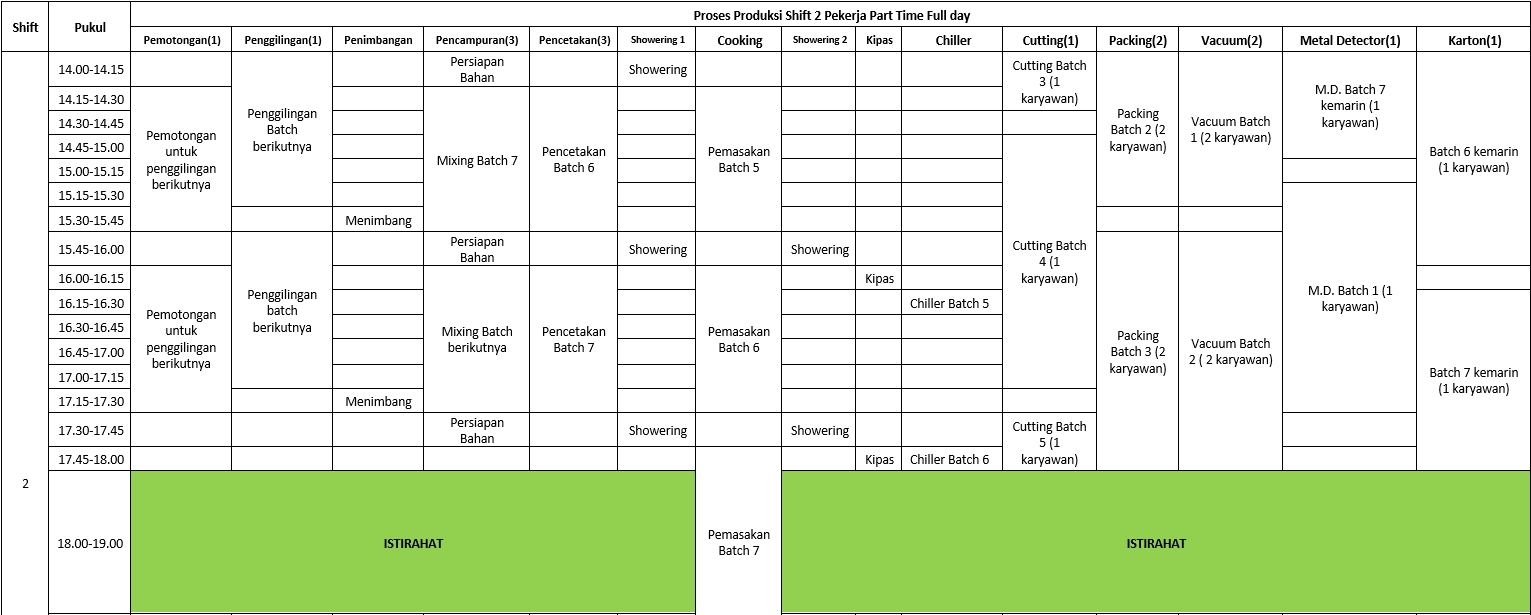 Shift
Pukul
Proses Produksi Shift 2 Pekerja Part Time Full day
Pemotongan(1)
Penggilingan(1)
Penimbangan
Pencampuran(3)
Pencetakan(3)
Showering 1
Cooking
Showering 2
Kipas
Chiller
Cutting(1)
Packing(2)
Vacuum(2)
Metal Detector(1)
Karton(1)
2
14.00-14.15
14.15-14.30
14.30-14.45
14.45-15.00
15.00-15.15
15.15-15.30
15.30-15.45
15.45-16.00
16.00-16.15
16.15-16.30
16.30-16.45
16.45-17.00
17.00-17.15
17.15-17.30
17.30-17.45
17.45-18.00
18.00-19.00
Pemotongan
untuk
penggilingan
berikutnya
Pemotongan
untuk
penggilingan
berikutnya
Penggilingan
Batch
berikutnya
Penggilingan
batch
berikutnya
Menimbang
Menimbang
Persiapan
Bahan
Mixing Batch 7
Persiapan
Bahan
Mixing Batch
berikutnya
Persiapan
Bahan
Pencetakan
Batch 6
Pencetakan
Batch 7
Showering
Showering
Showering
Pemasakan
Batch 5
Pemasakan
Batch 6
Pemasakan
Batch 7
Showering
Showering
Kipas
Kipas
Chiller Batch 5
Chiller Batch 6
Cutting Batch
3 (1
karyawan)
Cutting Batch
4 (1
karyawan)
Cutting Batch
5 (1
karyawan)
Packing
Batch 2 (2
karyawan)
Packing
Batch 3 (2
karyawan)
Vacuum Batch
1 (2 karyawan)
Vacuum Batch
2 ( 2 karyawan)
M.D. Batch 7
kemarin (1
karyawan)
M.D. Batch 1 (1
karyawan)
Batch 6 kemarin
(1 karyawan)
Batch 7 kemarin
(1 karyawan)
ISTIRAHAT
ISTIRAHAT